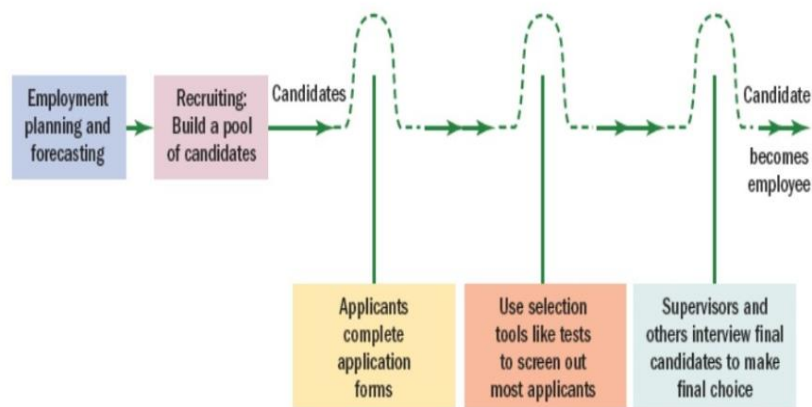 Employment
planning and
forecasting
Recruiting:
Build a pool
of candidates
Candidates
Candidate
becomes
employee
Applicants
complete
application
forms
Use selection
tools like tests
to screen out
most applicants
Supervisors and
others interview final
candidates to make
final choice